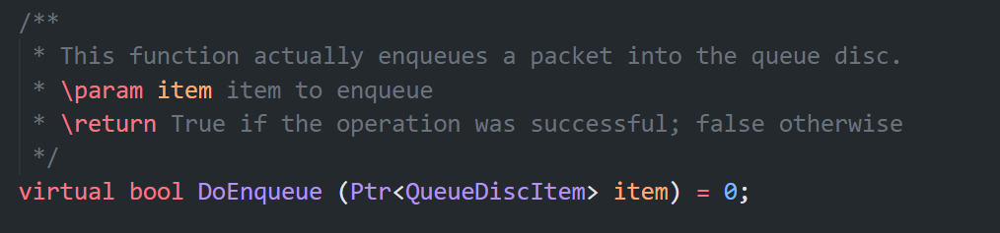 /**
 * This function actually enqueues a packet into the queue disc.
 * \param item item to enqueue
 * \return True if the operation was successful; false otherwise
 */
virtual bool DoEnqueue (Ptr<QueueDiscItem> item) = 0;